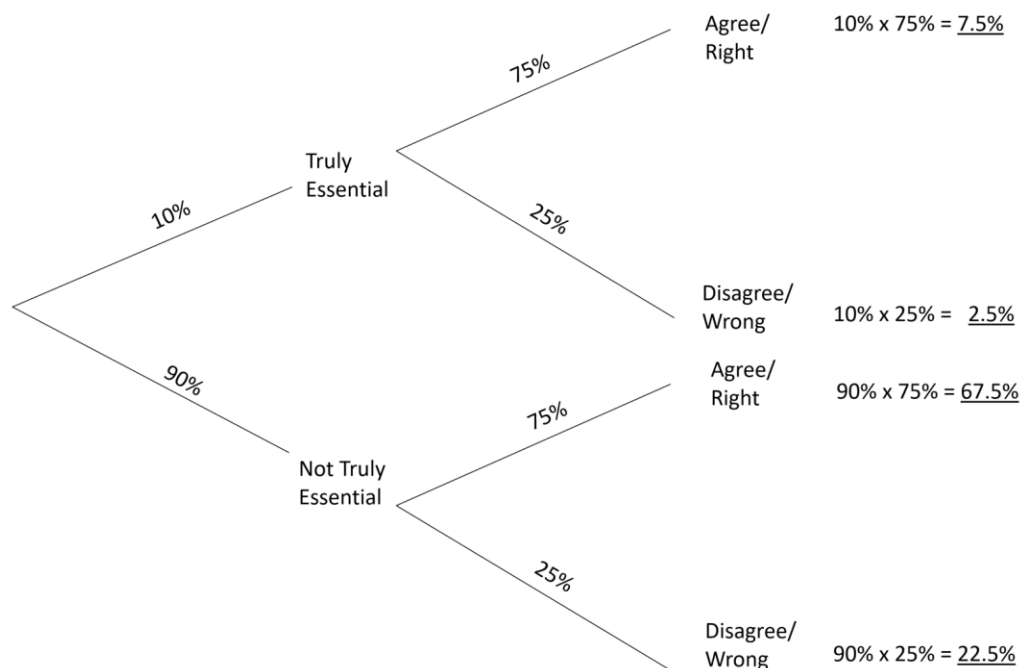 Agree/
Right
10% x 75% = 7.5%
75%
Truly
Essential
10%
25%
Disagree/
Wrong
10% x 25% = 2.5%
90%
Agree/
Right
90% x 75% = 67.5%
75%
Not Truly
Essential
25%
Disagree/
Wrong
90% x 25% = 22.5%